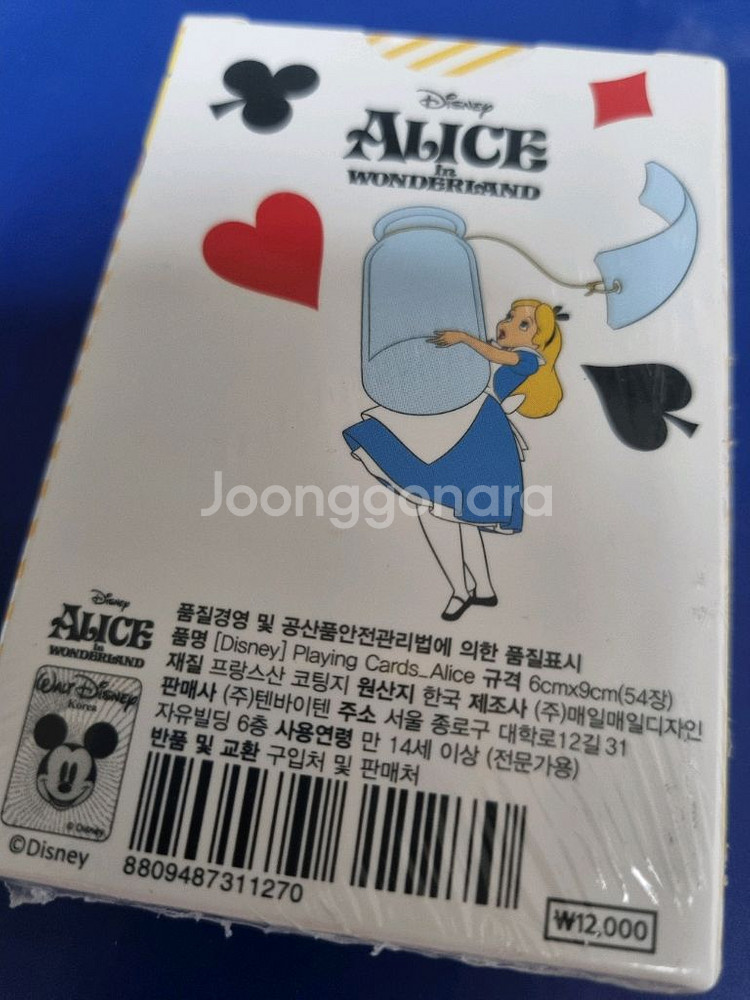 Disney
ALICE
in
WONDERLAND
Joonggonara
Disney
ALICE
in
WONDERLAND
품질경영 및 공산품안전관리법에 의한 품질표시
품명 [Disney] Playing Cards_Alice 규격 6cmx9cm(54장)
재질 프랑스산 코팅지 원산지 한국 제조사 (주)매일매일디자인
판매사 (주)텐바이텐 주소 서울 종로구 대학로12길 31
자유빌딩 6층 사용연령 만 14세 이상 (전문가용)
반품 및 교환 구입처 및 판매처
WALT DISNEY
Korea
© Disney
©Disney
8809487311270
₩12,000